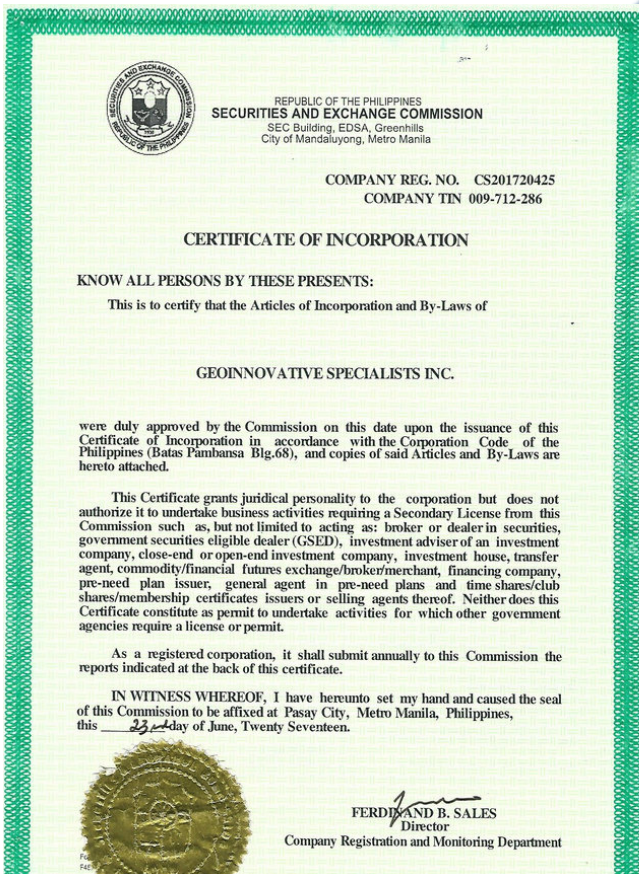 SECURITIES AND EXCHANGE COMMISSION
REPUBLIC OF THE PHILIPPINES
1936
REPUBLIC OF THE PHILIPPINES
SECURITIES AND EXCHANGE COMMISSION
SEC Building, EDSA, Greenhills
City of Mandaluyong, Metro Manila
COMPANY REG. NO. CS201720425
COMPANY TIN 009-712-286
CERTIFICATE OF INCORPORATION
KNOW ALL PERSONS BY THESE PRESENTS:
This is to certify that the Articles of Incorporation and By-Laws of
GEOINNOVATIVE SPECIALISTS INC.
were duly approved by the Commission on this date upon the issuance of this
Certificate of Incorporation in accordance with the Corporation Code of the
Philippines (Batas Pambansa Blg.68), and copies of said Articles and By-Laws are
hereto attached.
This Certificate grants juridical personality to the corporation but does not
authorize it to undertake business activities requiring a Secondary License from this
Commission such as, but not limited to acting as: broker or dealer in securities,
government securities eligible dealer (GSED), investment adviser of an investment
company, close-end or open-end investment company, investment house, transfer
agent, commodity/financial futures exchange/broker/merchant, financing company,
pre-need plan issuer, general agent in pre-need plans and time shares/club
shares/membership certificates issuers or selling agents thereof. Neither does this
Certificate constitute as permit to undertake activities for which other government
agencies require a license or permit.
As a registered corporation, it shall submit annually to this Commission the
reports indicated at the back of this certificate.
IN WITNESS WHEREOF, I have hereunto set my hand and caused the seal
of this Commission to be affixed at Pasay City, Metro Manila, Philippines,
this 23rd day of June, Twenty Seventeen.
FERDINAND B. SALES
Director
Company Registration and Monitoring Department